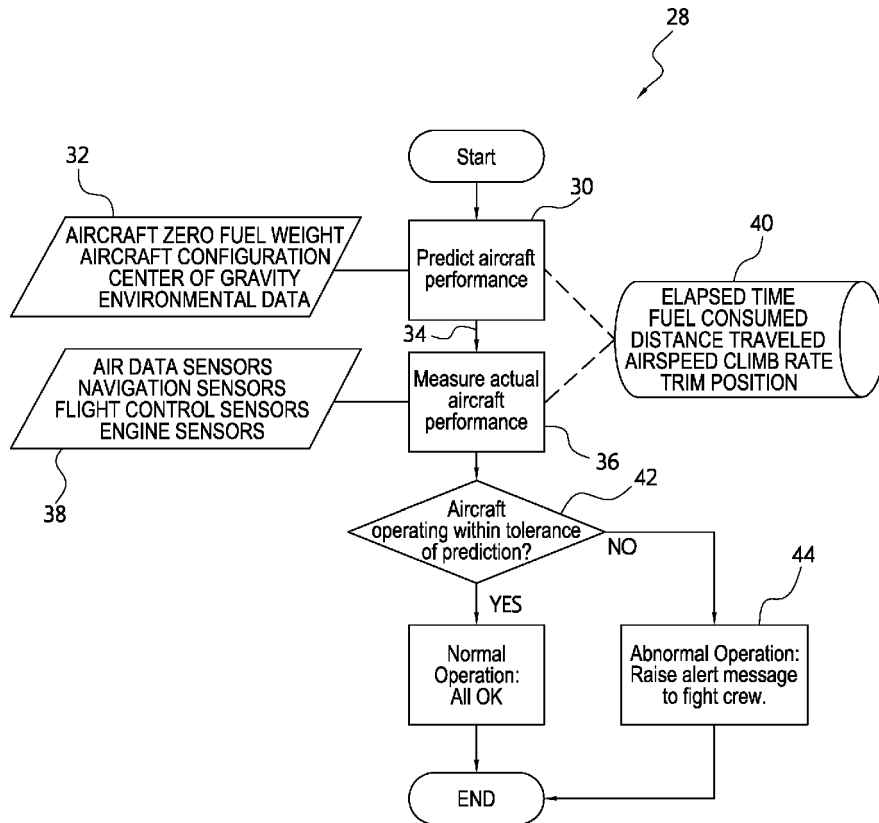 28
Start
32
30
AIRCRAFT ZERO FUEL WEIGHT
AIRCRAFT CONFIGURATION
CENTER OF GRAVITY
ENVIRONMENTAL DATA
Predict aircraft
performance
40
ELAPSED TIME
FUEL CONSUMED
DISTANCE TRAVELED
AIRSPEED CLIMB RATE
TRIM POSITION
34
AIR DATA SENSORS
NAVIGATION SENSORS
FLIGHT CONTROL SENSORS
ENGINE SENSORS
Measure actual
aircraft
performance
36
38
42
Aircraft
operating within tolerance
of prediction?
NO
YES
44
Normal
Operation:
All OK
Abnormal Operation:
Raise alert message
to fight crew.
END